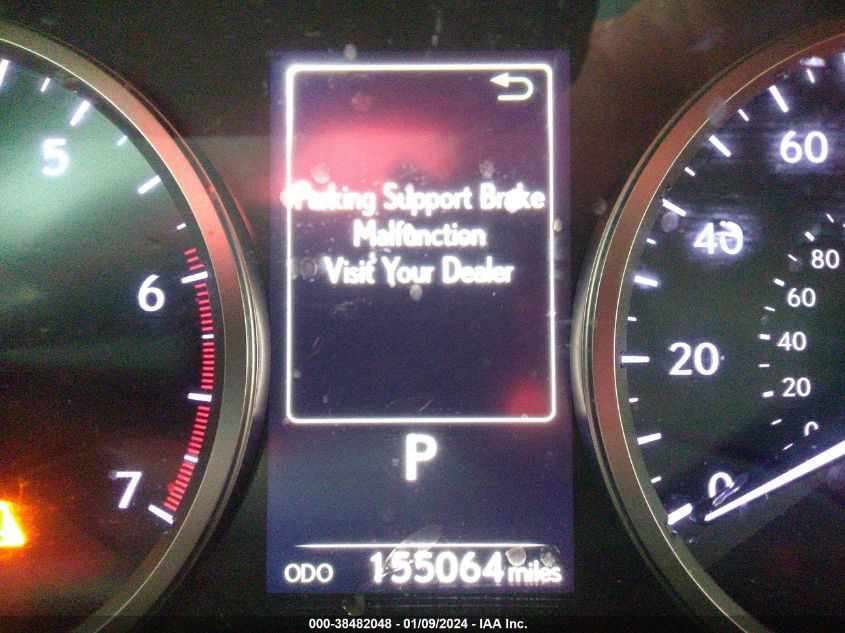 Parking Support Brake
Malfunction
Visit Your Dealer
P
ODO 155064 miles
5
6
7
60
40
20
0
80
60
40
20
0
000-38482048 - 01/09/2024 - IAA Inc.